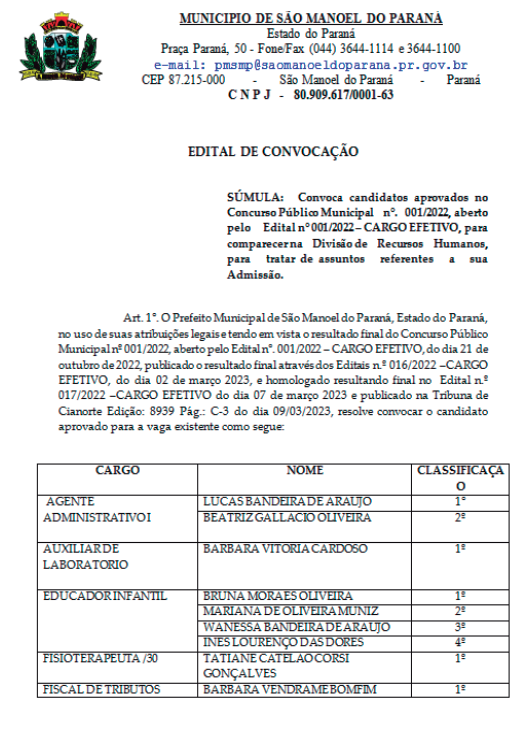 MUNICIPIO DE SÃO MANOEL DO PARANÁ
Estado do Paraná
Praça Paraná, 50 - Fone/Fax (044) 3644-1114 e 3644-1100
e-mail: pmsmp@saomanoeldoparana.pr.gov.br
CEP 87.215-000 - São Manoel do Paraná - Paraná
C N P J - 80.909.617/0001-63
EDITAL DE CONVOCAÇÃO
SÚMULA: Convoca candidatos aprovados no
Concurso Público Municipal nº. 001/2022, aberto
pelo Edital nº 001/2022 – CARGO EFETIVO, para
comparecer na Divisão de Recursos Humanos,
para tratar de assuntos referentes a sua
Admissão.
Art. 1º. O Prefeito Municipal de São Manoel do Paraná, Estado do Paraná,
no uso de suas atribuições legais e tendo em vista o resultado final do Concurso Público
Municipal nº 001/2022, aberto pelo Edital nº. 001/2022 – CARGO EFETIVO, do dia 21 de
outubro de 2022, publicado o resultado final através dos Editais n.º 016/2022 –CARGO
EFETIVO, do dia 02 de março 2023, e homologado resultando final no Edital n.º
017/2022 –CARGO EFETIVO do dia 07 de março 2023 e publicado na Tribuna de
Cianorte Edição: 8939 Pág.: C-3 do dia 09/03/2023, resolve convocar o candidato
aprovado para a vaga existente como segue:
CARGO NOME CLASSIFICAÇA
O
AGENTE LUCAS BANDEIRA DE ARAUJO 1º
ADMINISTRATIVO I BEATRIZ GALLACIO OLIVEIRA 2º
AUXILIAR DE BARBARA VITORIA CARDOSO 1º
LABORATORIO
EDUCADOR INFANTIL BRUNA MORAES OLIVEIRA 1º
MARIANA DE OLIVEIRA MUNIZ 2º
WANESSA BANDEIRA DE ARAUJO 3º
INES LOURENÇO DAS DORES 4º
FISIOTERAPEUTA /30 TATIANE CATELAO CORSI 1º
GONÇALVES
FISCAL DE TRIBUTOS BARBARA VENDRAME BOMFIM 1º